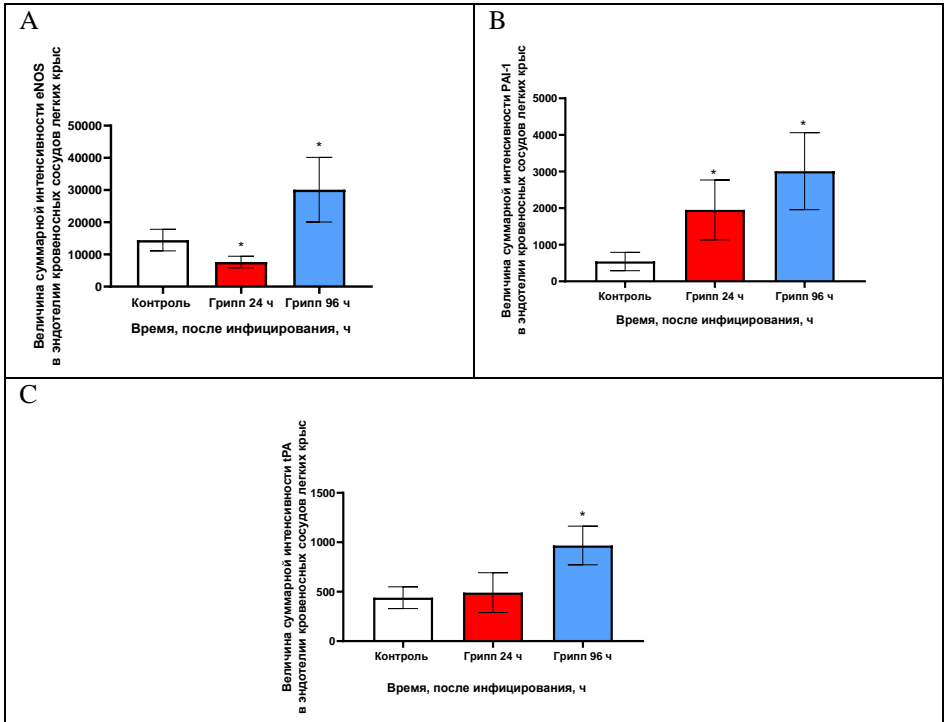 A
Величина суммарной интенсивности eNOS
в эндотелии кровеносных сосудов легких крыс
50000
40000
30000
20000
10000
0
*
*
Контроль Грипп 24 ч Грипп 96 ч
Время, после инфицирования, ч
B
Величина суммарной интенсивности PAI-1
в эндотелии кровеносных сосудов легких крыс
5000
4000
3000
2000
1000
0
*
*
Контроль Грипп 24 ч Грипп 96 ч
Время, после инфицирования, ч
C
Величина суммарной интенсивности tPA
в эндотелии кровеносных сосудов легких крыс
1500
1000
500
0
*
Контроль Грипп 24 ч Грипп 96 ч
Время, после инфицирования, ч